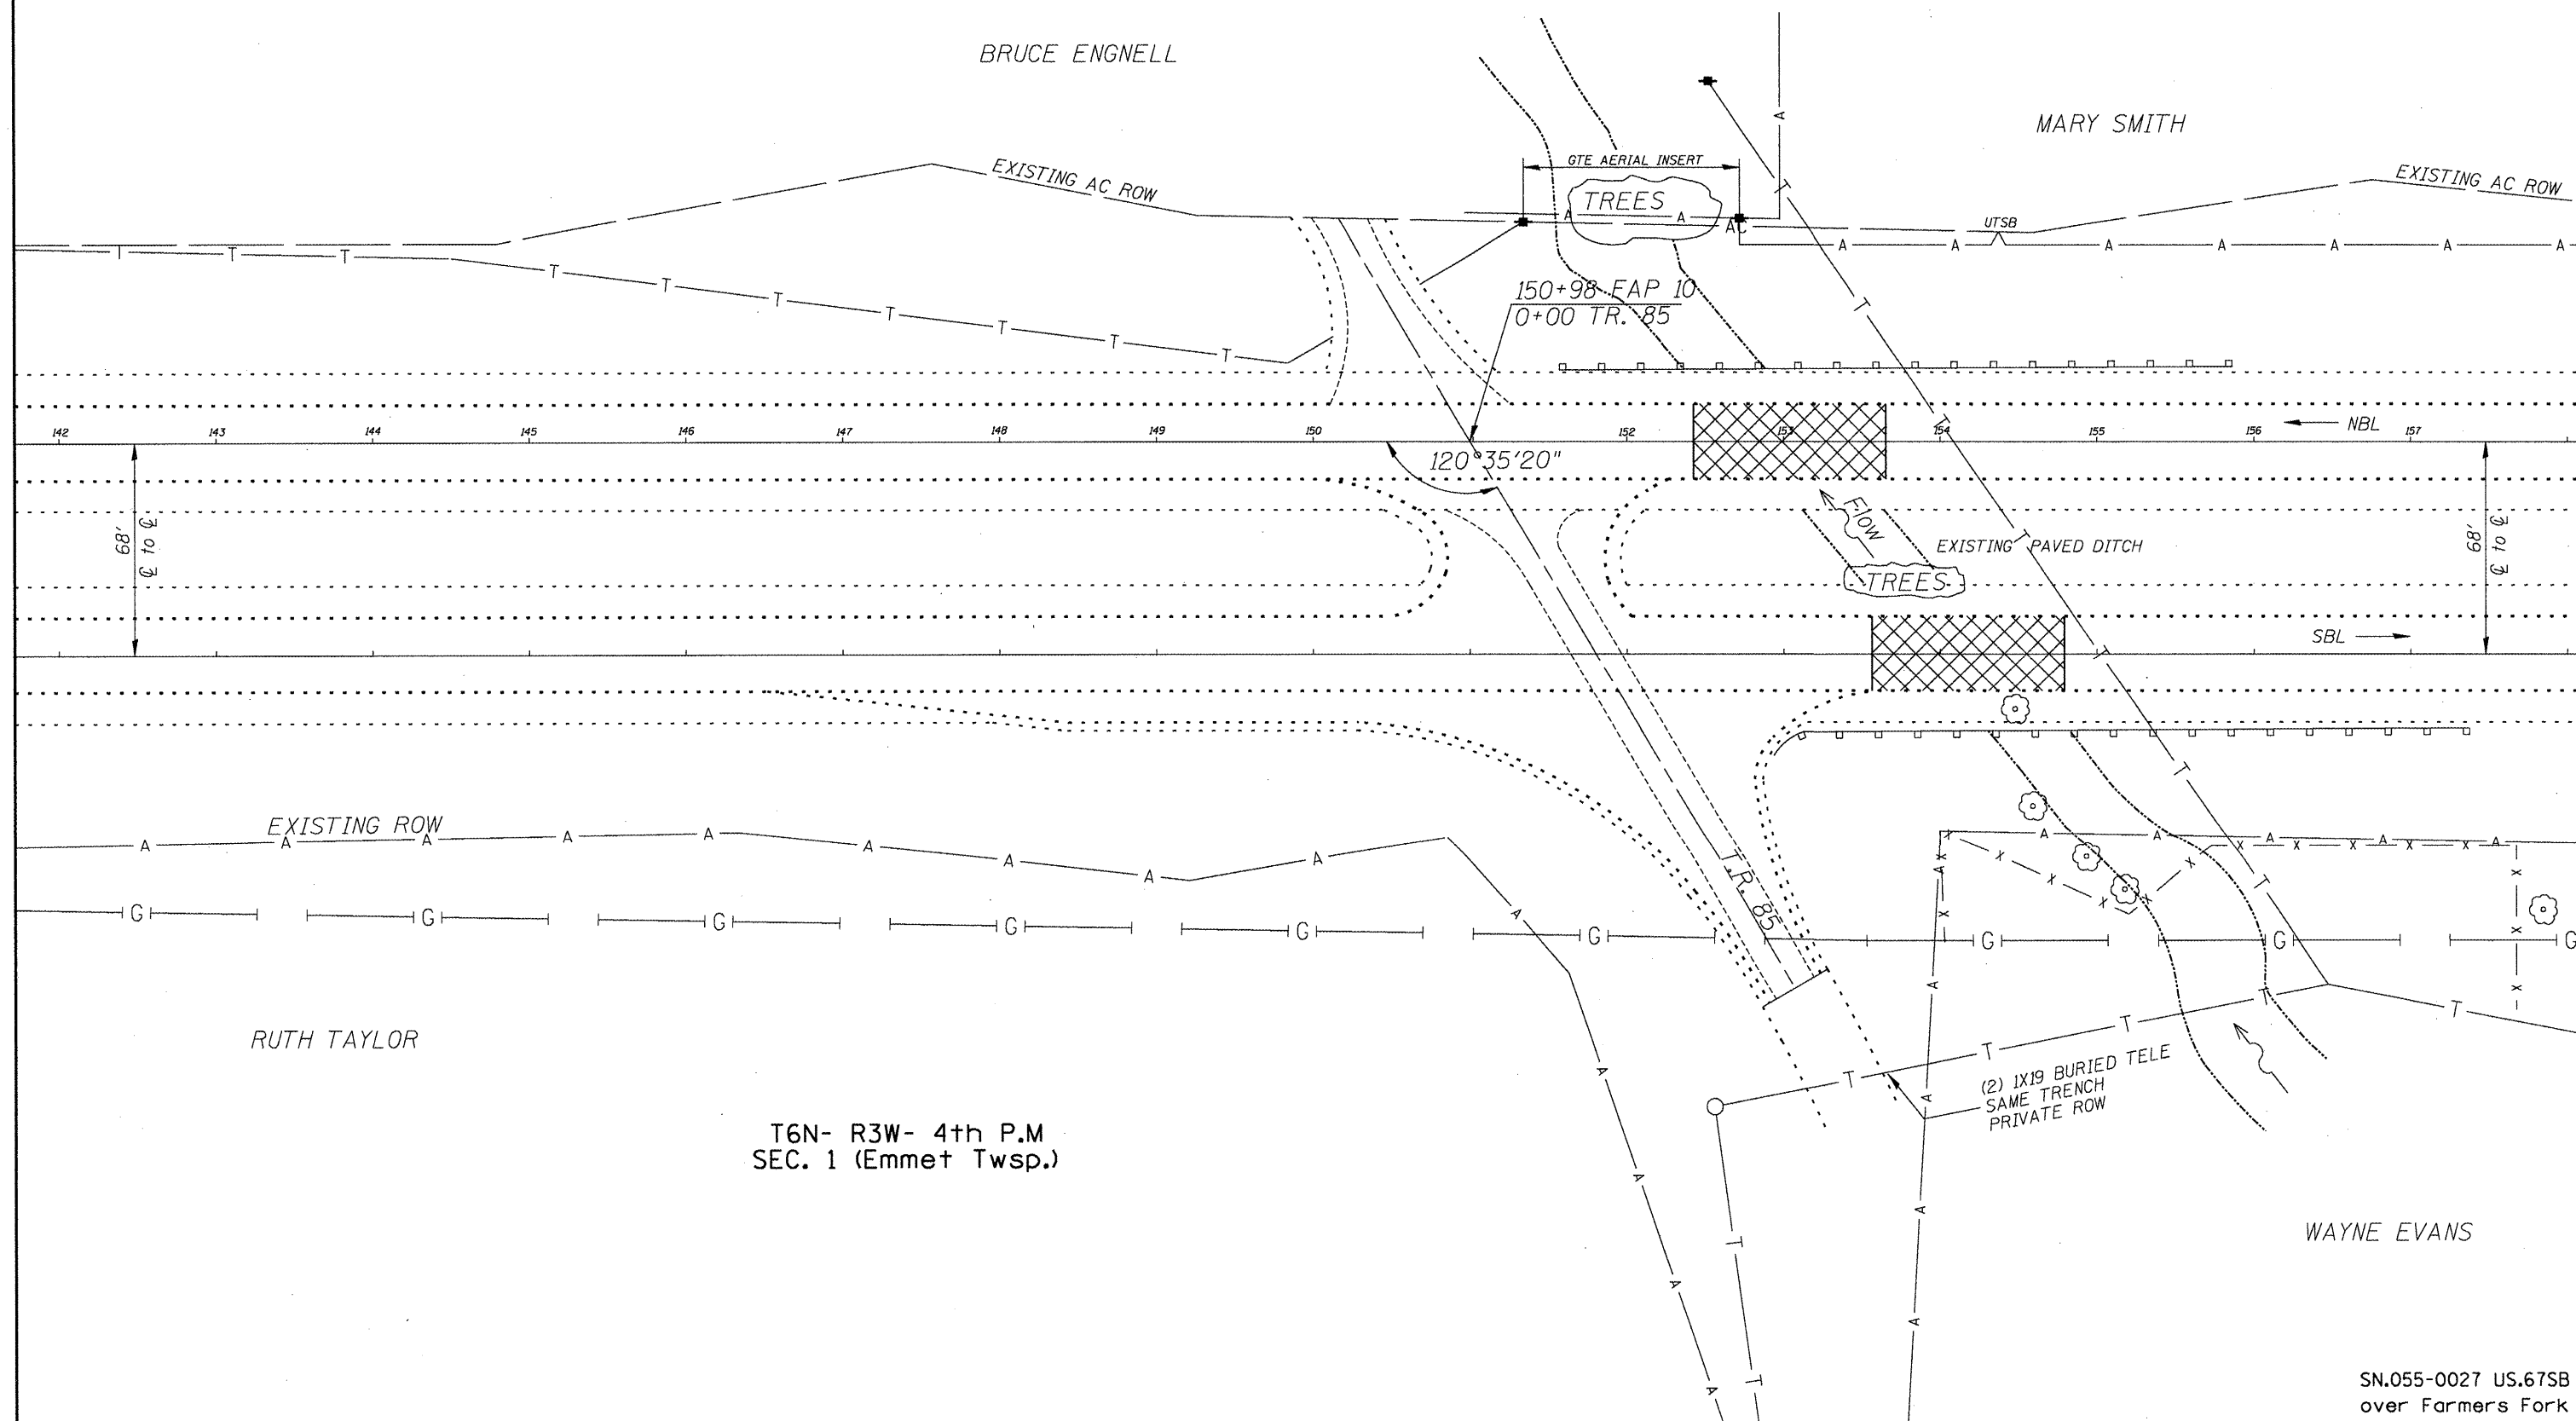 BRUCE ENGNELL
MARY SMITH
GTE AERIAL INSERT
EXISTING AC ROW
EXISTING AC ROW
TREES
A A
AC
UTSB
A A A A A A A
A
T T T T T T T T T T T
T
T
150+98 FAP 10
0+00 TR. 85
142 143 144 145 146 147 148 149 150 152 153 154 155 156 157
NBL
T
120°35'20"
68'
℄ to ℄
Flow
EXISTING PAVED DITCH
T
68'
℄ to ℄
TREES
SBL
T
T
EXISTING ROW
A A A A A A A A A
A A A A A
X X X X X
T.R. 85
G G G G G G G G G
T
RUTH TAYLOR
T T T T T
(2) 1X19 BURIED TELE
SAME TRENCH
PRIVATE ROW
T6N- R3W- 4th P.M
SEC. 1 (Emmet Twsp.)
WAYNE EVANS
SN.055-0027 US.67SB
over Farmers Fork